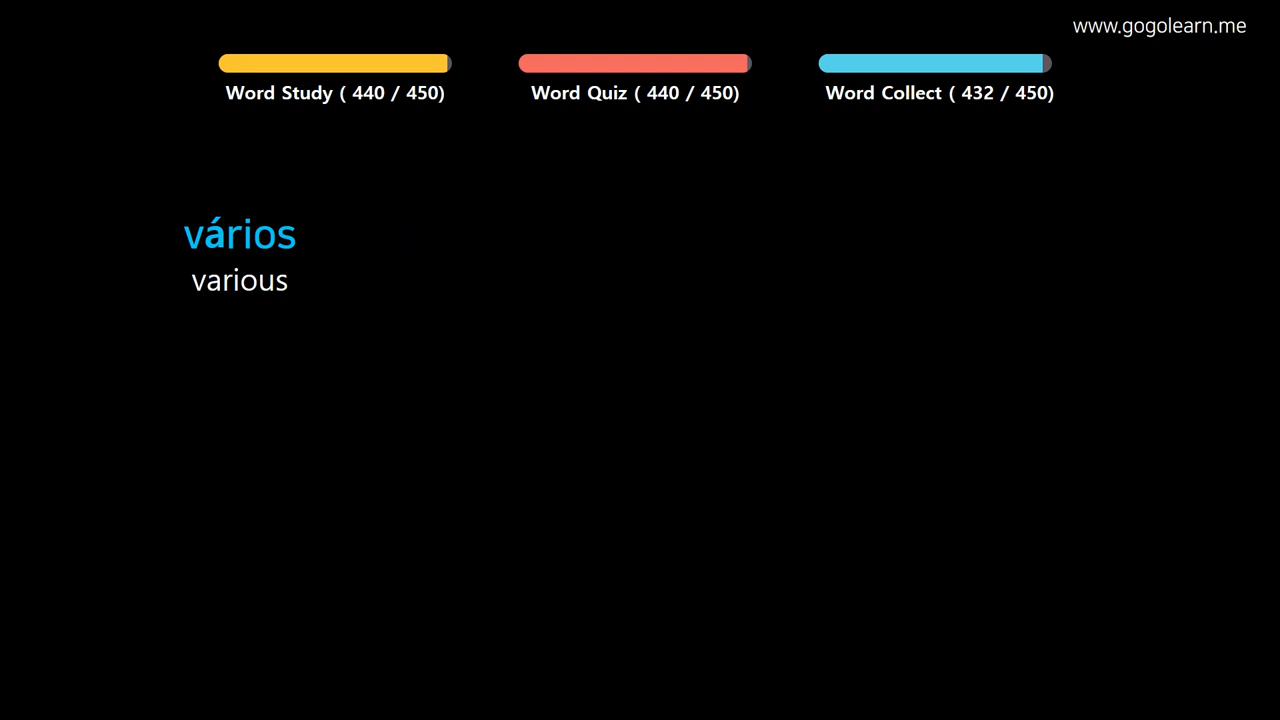 www.gogolearn.me
Word Study ( 440 / 450)
Word Quiz ( 440 / 450)
Word Collect ( 432 / 450)
vários
various